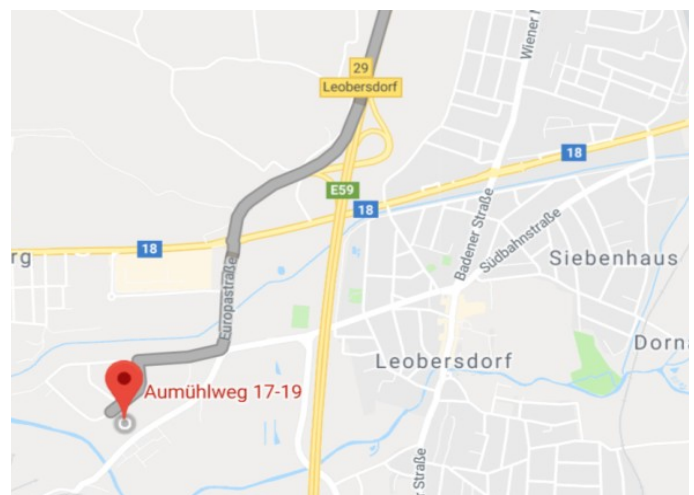 29
Leobersdorf
Wiener
18
E59
18
18
rg
Badener Straße
Südbahnstraße
Siebenhaus
Europastraße
Dorna
Leobersdorf
Aumühlweg 17-19
ener Straße